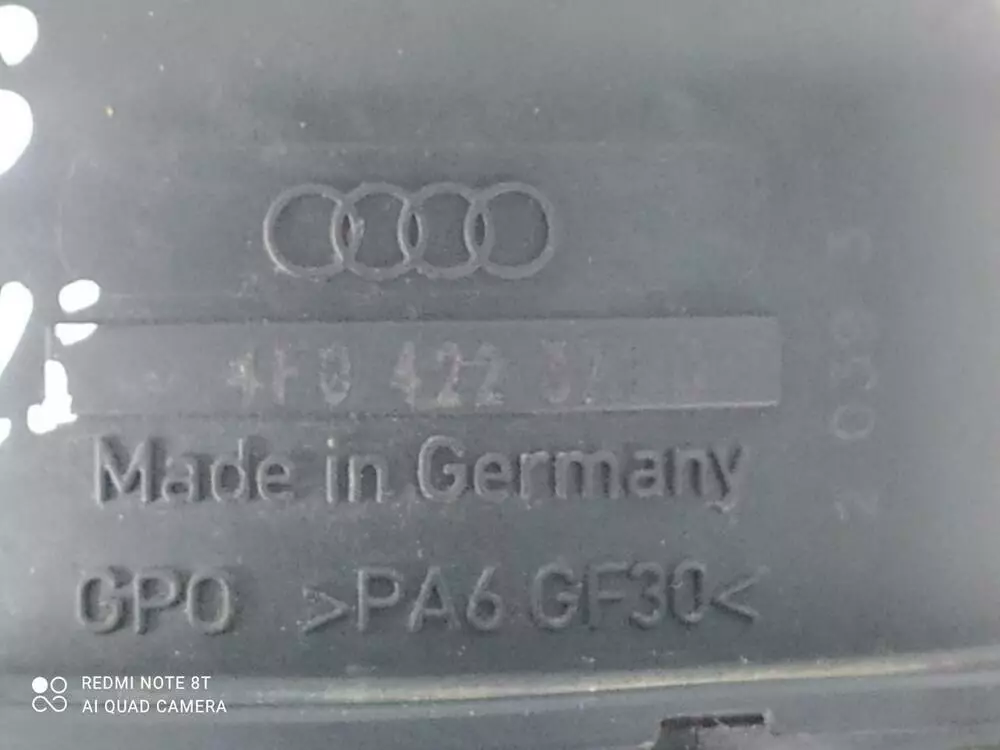 4F0 422
Made in Germany
GPO >PA6 GF30<
REDMI NOTE 8T
AI QUAD CAMERA